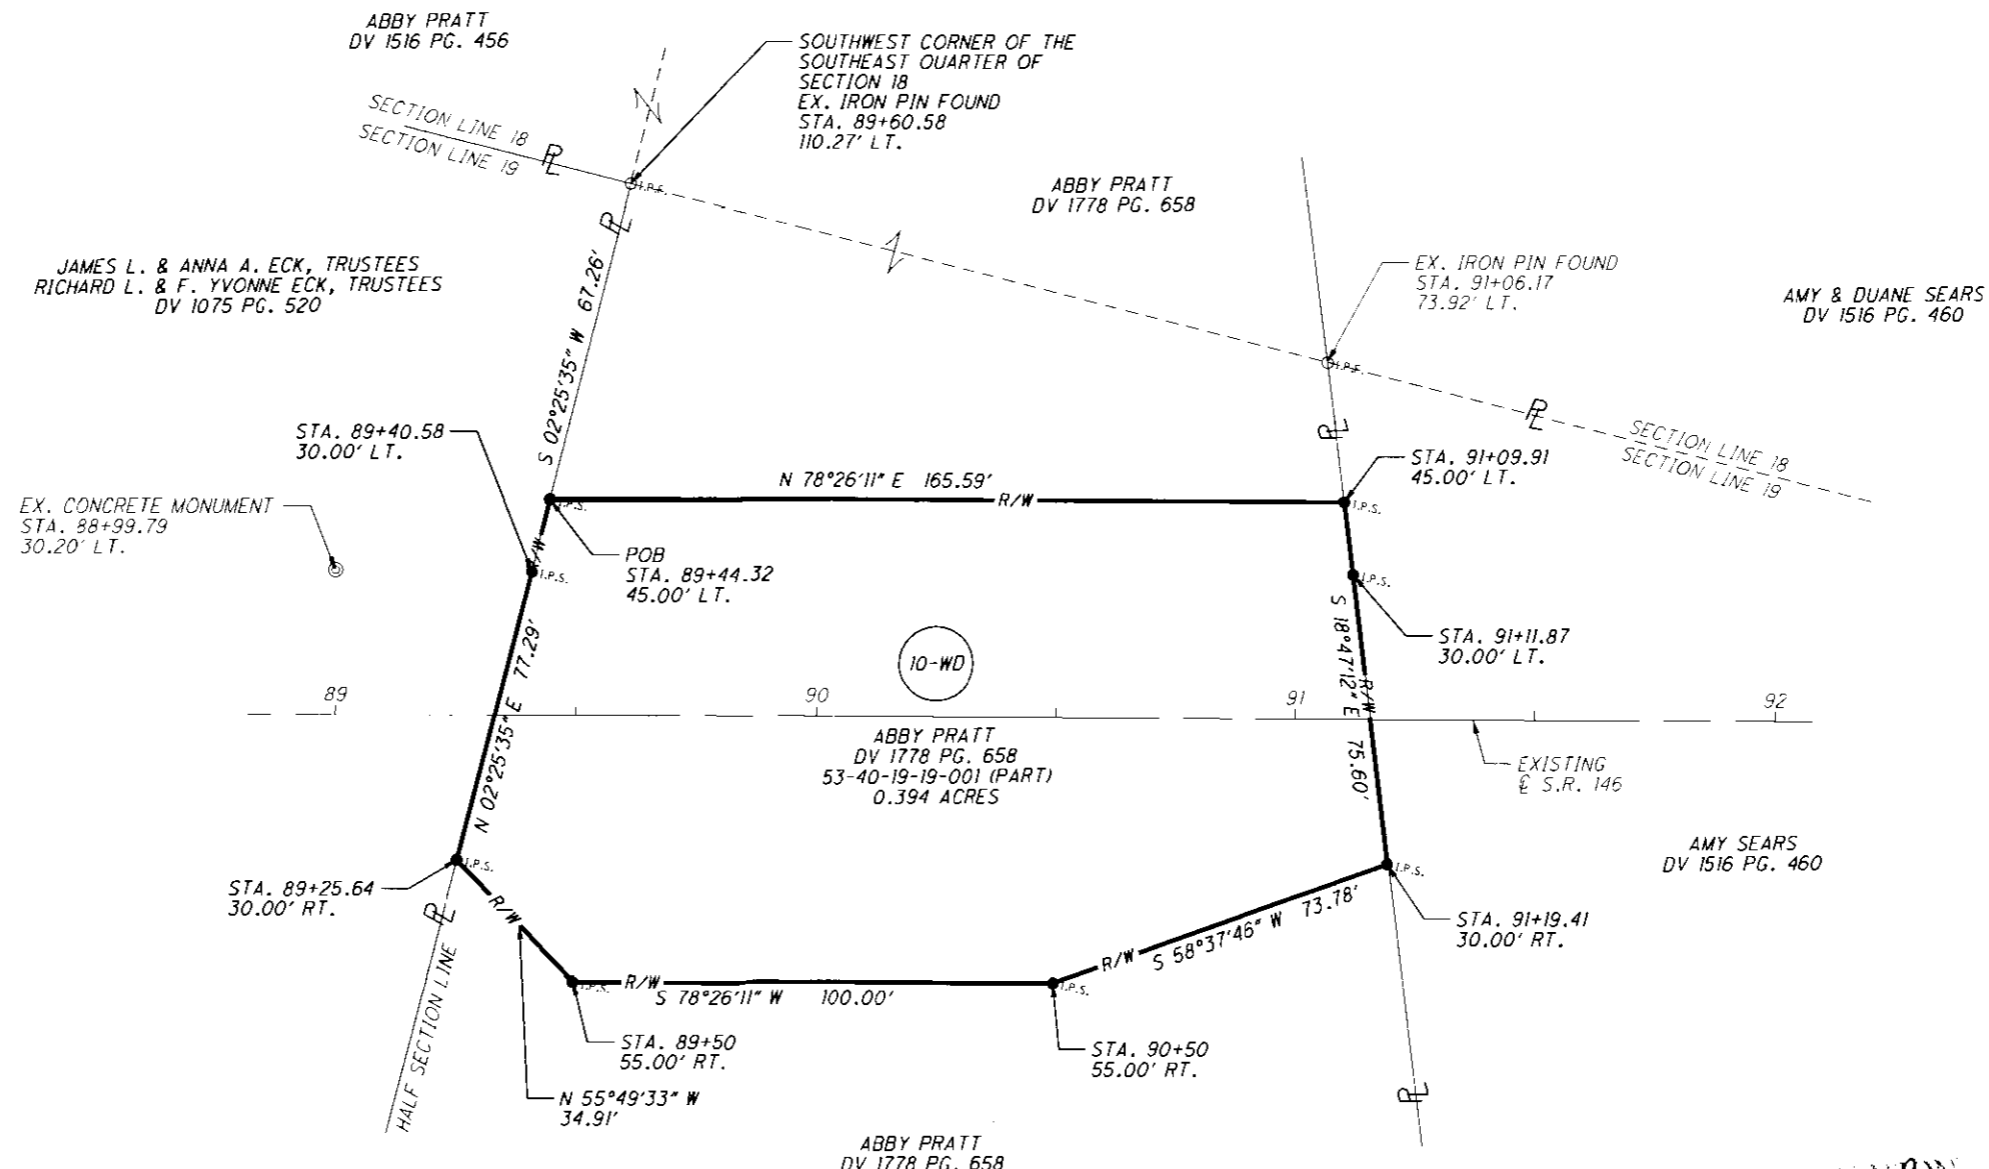 ABBY PRATT
DV 1516 PG. 456
SOUTHWEST CORNER OF THE
SOUTHEAST QUARTER OF
SECTION 18
EX. IRON PIN FOUND
STA. 89+60.58
110.27' LT.
SECTION LINE 18
SECTION LINE 19
PL
I.P.F.
ABBY PRATT
DV 1778 PG. 658
PL
JAMES L. & ANNA A. ECK, TRUSTEES
RICHARD L. & F. YVONNE ECK, TRUSTEES
DV 1075 PG. 520
S 02°25'35" W 67.26'
EX. IRON PIN FOUND
STA. 91+06.17
73.92' LT.
I.P.F.
AMY & DUANE SEARS
DV 1516 PG. 460
PL
PL
SECTION LINE 18
SECTION LINE 19
STA. 89+40.58
30.00' LT.
N 78°26'11" E 165.59'
R/W
STA. 91+09.91
45.00' LT.
I.P.S.
I.P.S.
EX. CONCRETE MONUMENT
STA. 88+99.79
30.20' LT.
R/W
I.P.S.
POB
STA. 89+44.32
45.00' LT.
I.P.S.
STA. 91+11.87
30.00' LT.
N 02°25'35" E 77.29'
10-WD
S 18°47'12" E 75.60'
R/W
89
90
91
92
ABBY PRATT
DV 1778 PG. 658
53-40-19-19-001 (PART)
0.394 ACRES
EXISTING
℄ S.R. 146
AMY SEARS
DV 1516 PG. 460
I.P.S.
I.P.S.
STA. 89+25.64
30.00' RT.
PL
R/W
STA. 91+19.41
30.00' RT.
S 58°37'46" W 73.78'
R/W
HALF SECTION LINE
I.P.S.
R/W
S 78°26'11" W 100.00'
I.P.S.
STA. 89+50
55.00' RT.
STA. 90+50
55.00' RT.
N 55°49'33" W
34.91'
PL
ABBY PRATT
DV 1778 PG. 658